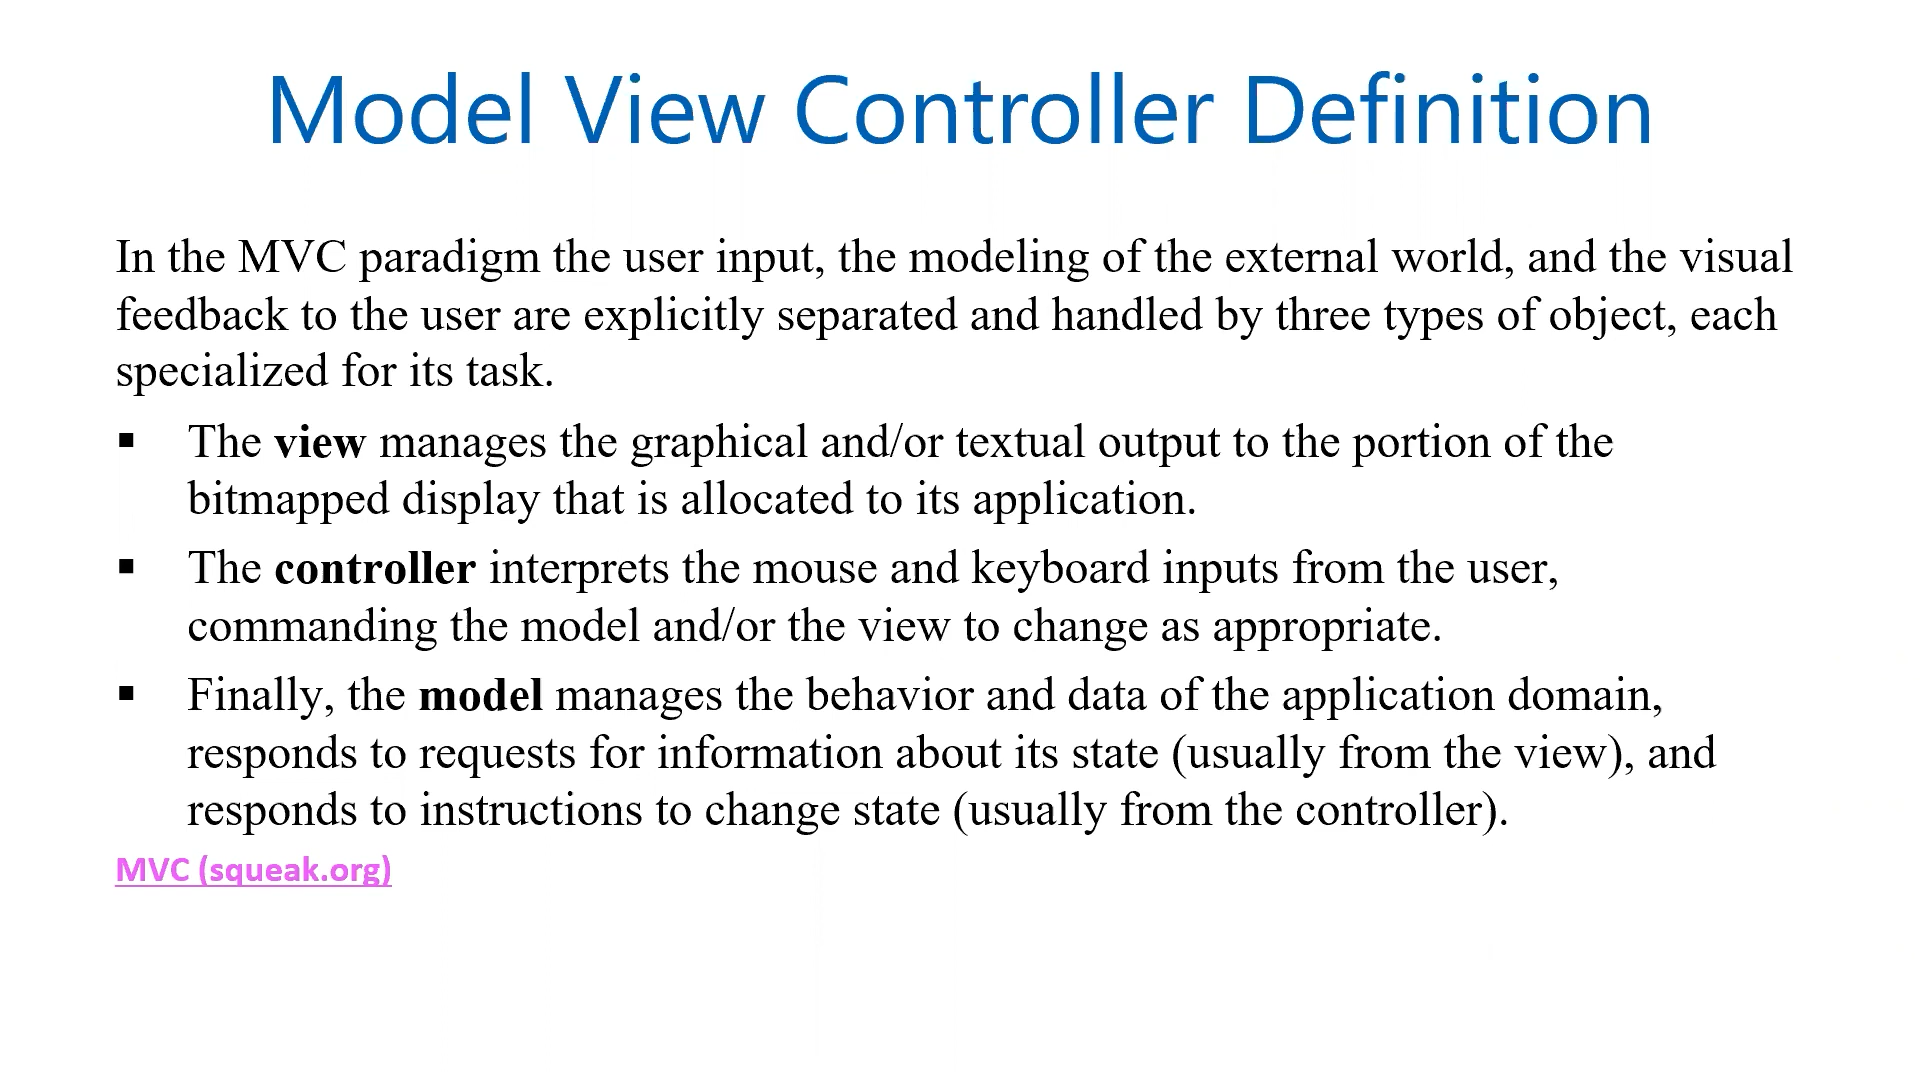 Model View Controller Definition
In the MVC paradigm the user input, the modeling of the external world, and the visual
feedback to the user are explicitly separated and handled by three types of object, each
specialized for its task.
▪ The view manages the graphical and/or textual output to the portion of the
bitmapped display that is allocated to its application.
▪ The controller interprets the mouse and keyboard inputs from the user,
commanding the model and/or the view to change as appropriate.
▪ Finally, the model manages the behavior and data of the application domain,
responds to requests for information about its state (usually from the view), and
responds to instructions to change state (usually from the controller).
MVC (squeak.org)